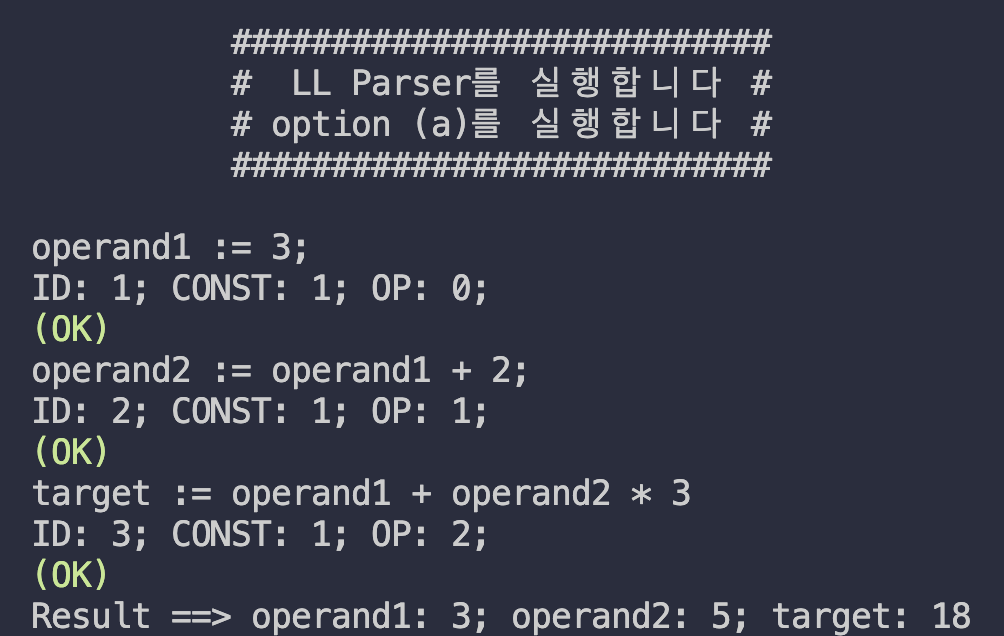 ###########################
#  LL Parser를 실행합니다 #
# option (a)를 실행합니다 #
###########################
operand1 := 3;
ID: 1; CONST: 1; OP: 0;
(OK)
operand2 := operand1 + 2;
ID: 2; CONST: 1; OP: 1;
(OK)
target := operand1 + operand2 * 3
ID: 3; CONST: 1; OP: 2;
(OK)
Result ==> operand1: 3; operand2: 5; target: 18